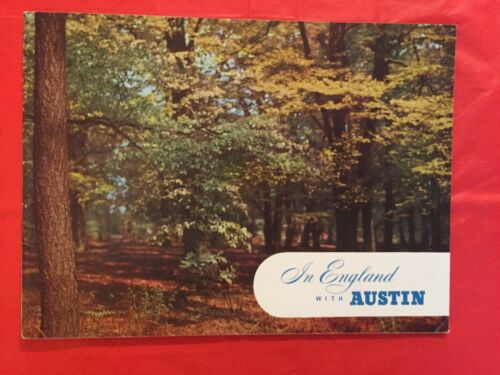 In England
WITH AUSTIN